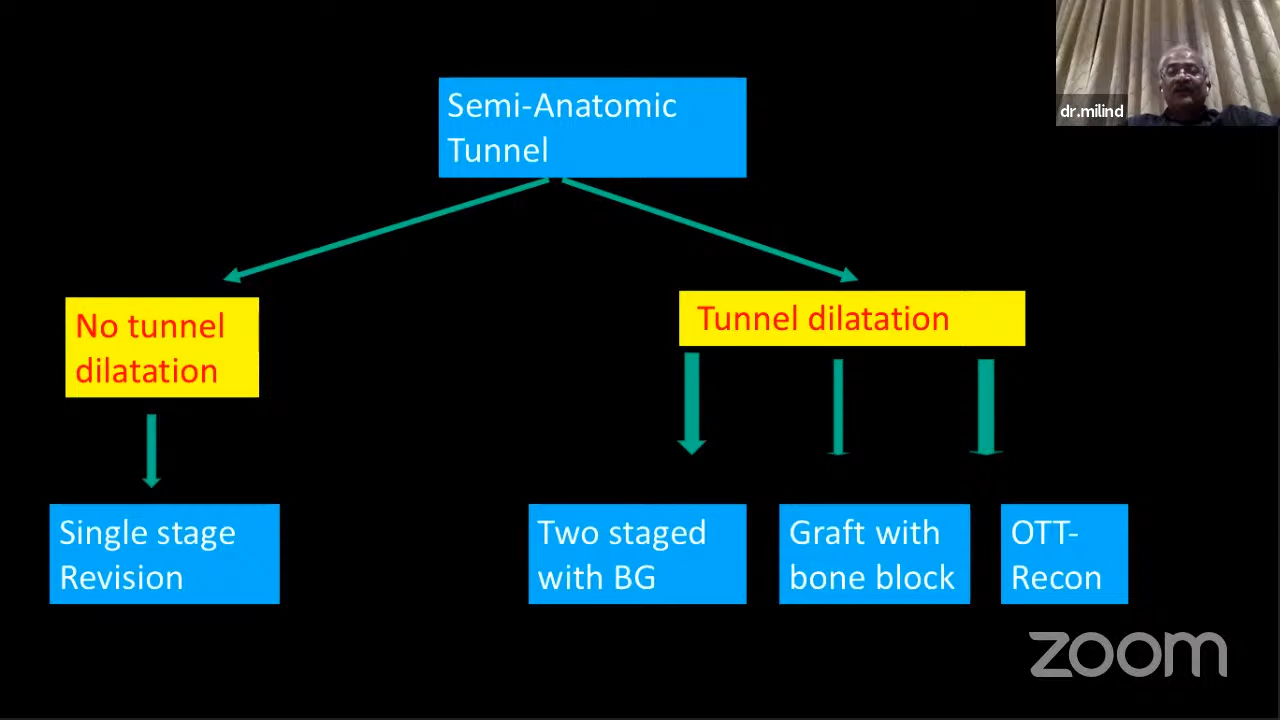 dr.milind
Semi-Anatomic
Tunnel
No tunnel
dilatation
Tunnel dilatation
Single stage
Revision
Two staged
with BG
Graft with
bone block
OTT-
Recon
zoom